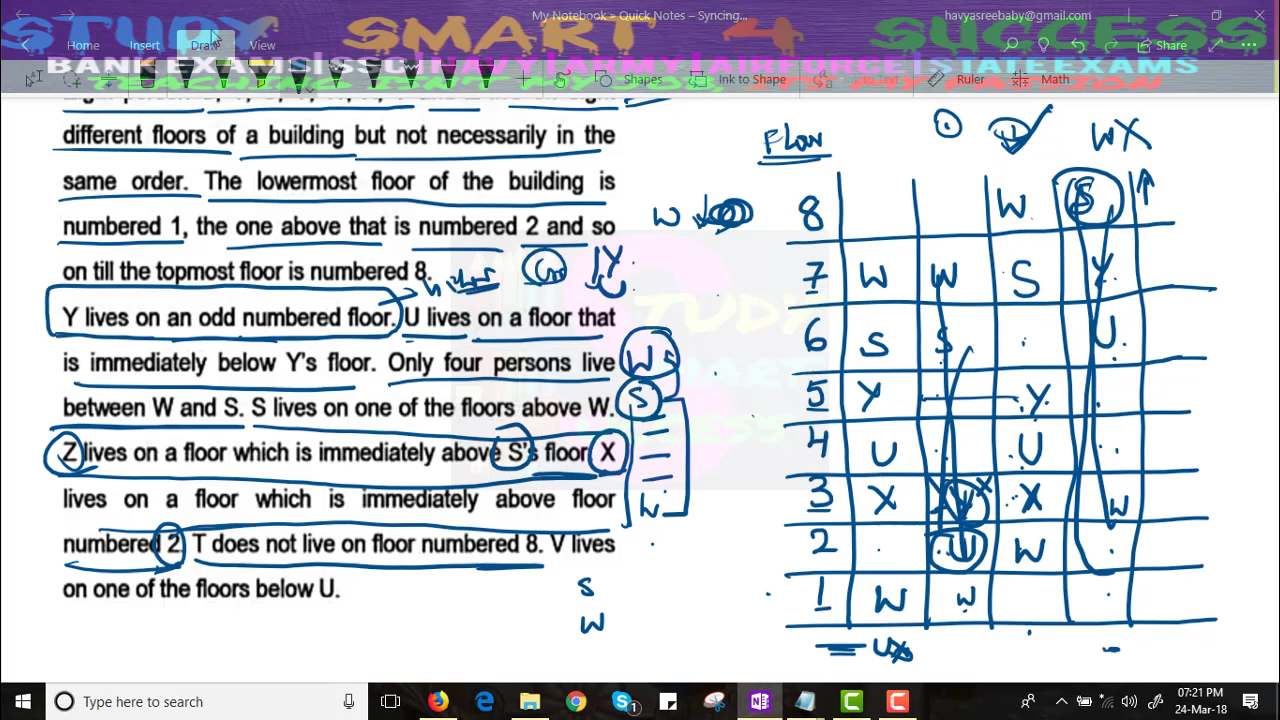 My Notebook » Quick Notes – Syncing...
havyasreebaby@gmail.com
STUDY SMART 4 SUCCESS
Home Insert Draw View
Share
BANK EXAMS|SSC|NAVY|ARMY|AIRFORCE|STATE EXAMS
Shapes Ink to Shape Ruler Math
different floors of a building but not necessarily in the
same order. The lowermost floor of the building is
numbered 1, the one above that is numbered 2 and so
on till the topmost floor is numbered 8.
Y lives on an odd numbered floor. U lives on a floor that
is immediately below Y's floor. Only four persons live
between W and S. S lives on one of the floors above W.
Z lives on a floor which is immediately above S's floor X
lives on a floor which is immediately above floor
numbered 2. T does not live on floor numbered 8. V lives
on one of the floors below U.
Y
U
W
S
W
S
W
W
WX
8 W S
7 W W S Y
6 S S U
5 Y Y
4 U U
3 X X W
2 U W
1 W W
Type here to search
07:21 PM
24-Mar-18